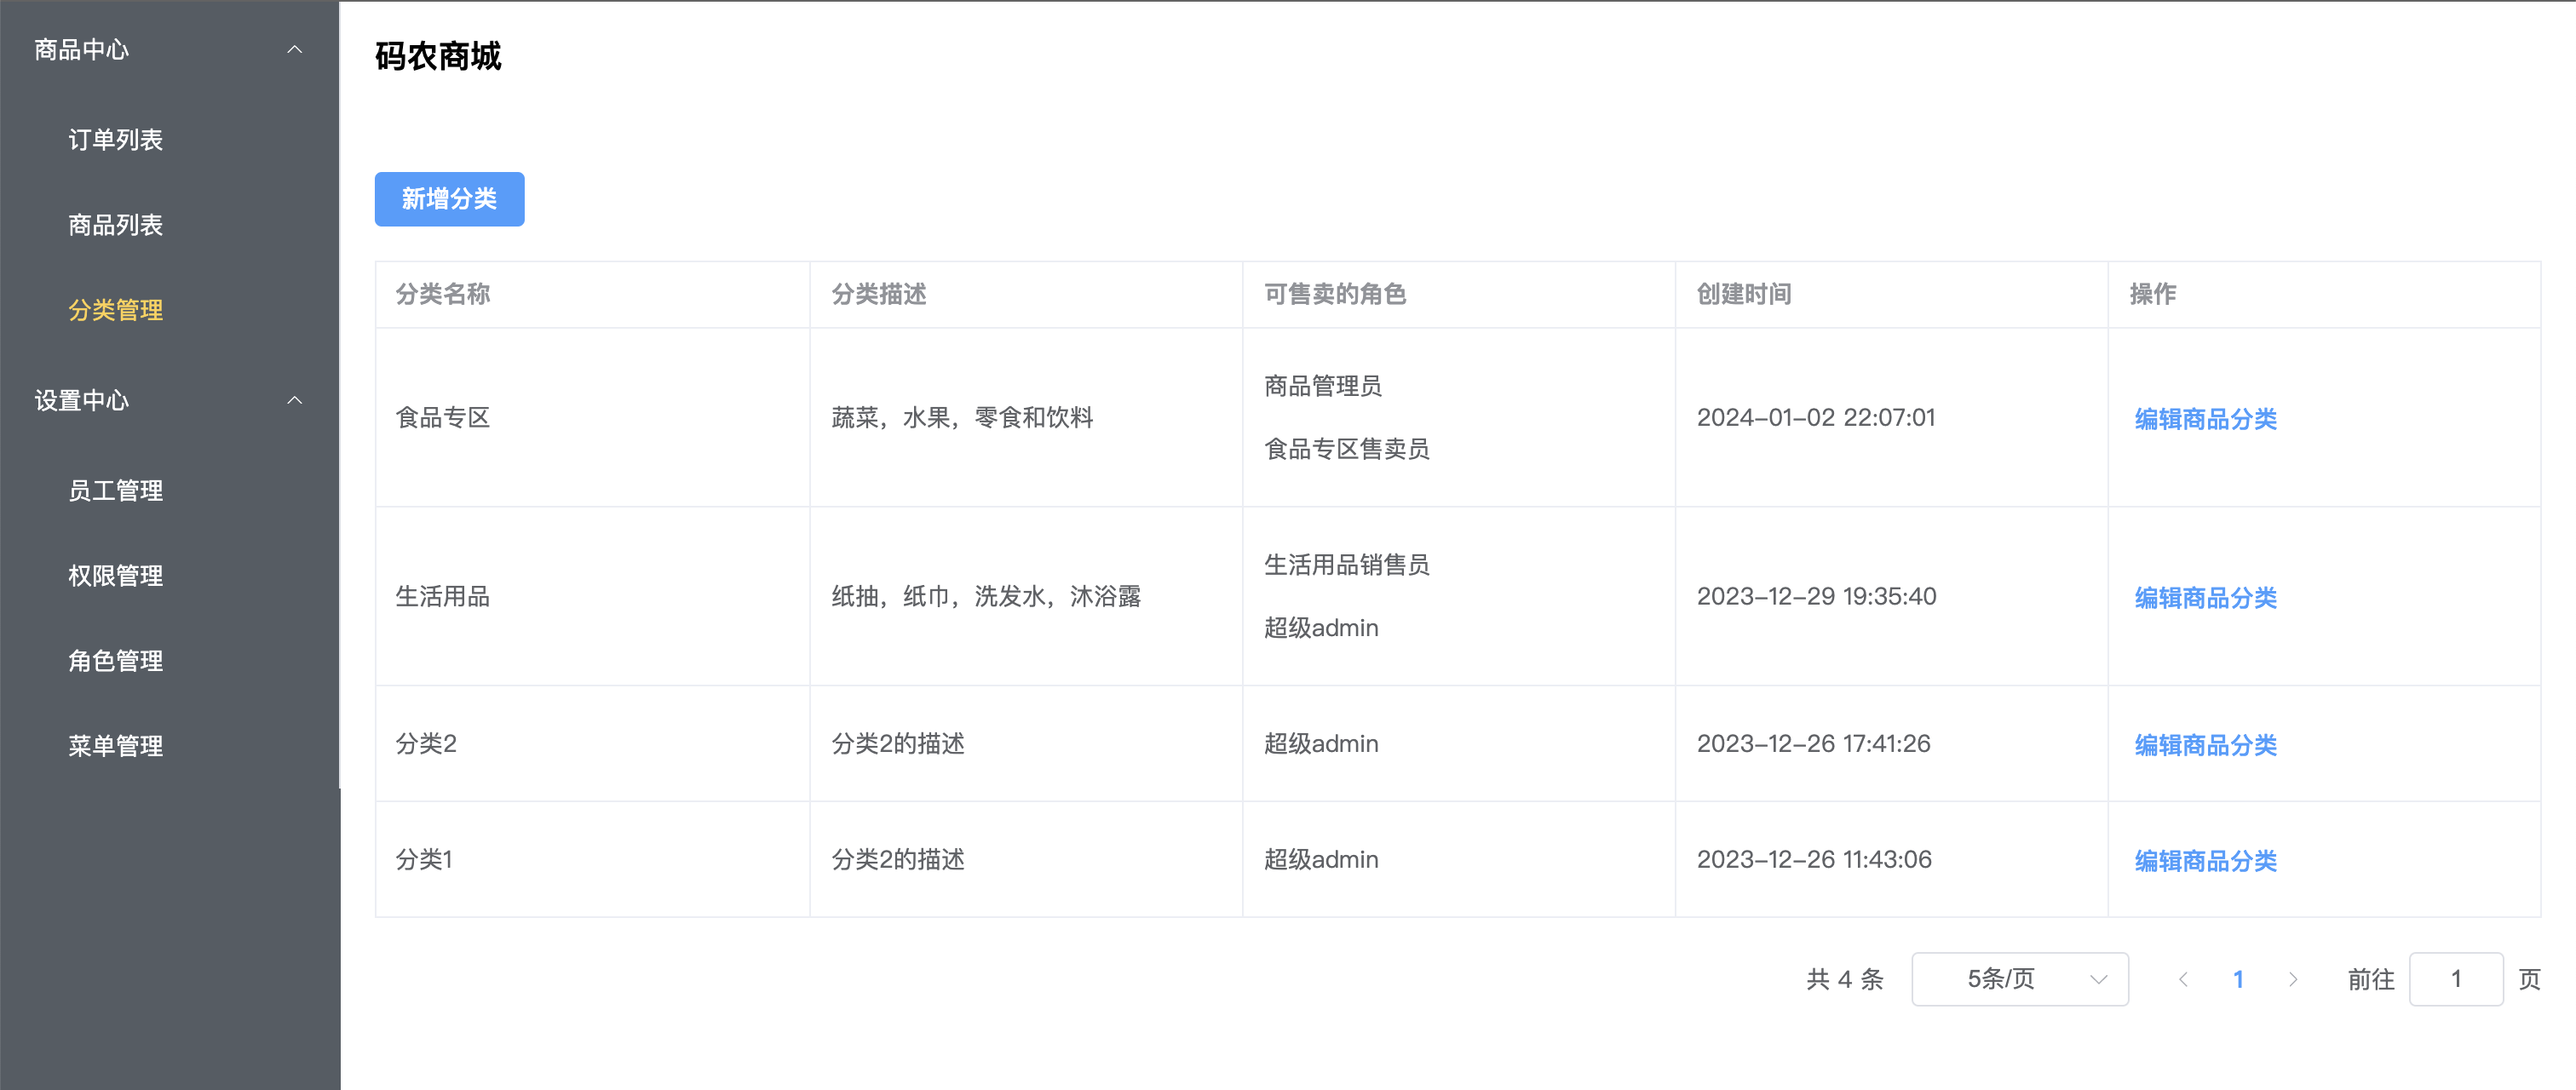 商品中心
订单列表
商品列表
分类管理
设置中心
员工管理
权限管理
角色管理
菜单管理
码农商城
新增分类
分类名称 分类描述 可售卖的角色 创建时间 操作
食品专区 蔬菜，水果，零食和饮料 商品管理员 食品专区售卖员 2024-01-02 22:07:01 编辑商品分类
生活用品 纸抽，纸巾，洗发水，沐浴露 生活用品销售员 超级admin 2023-12-29 19:35:40 编辑商品分类
分类2 分类2的描述 超级admin 2023-12-26 17:41:26 编辑商品分类
分类1 分类2的描述 超级admin 2023-12-26 11:43:06 编辑商品分类
共 4 条 5条/页 1 前往 1 页